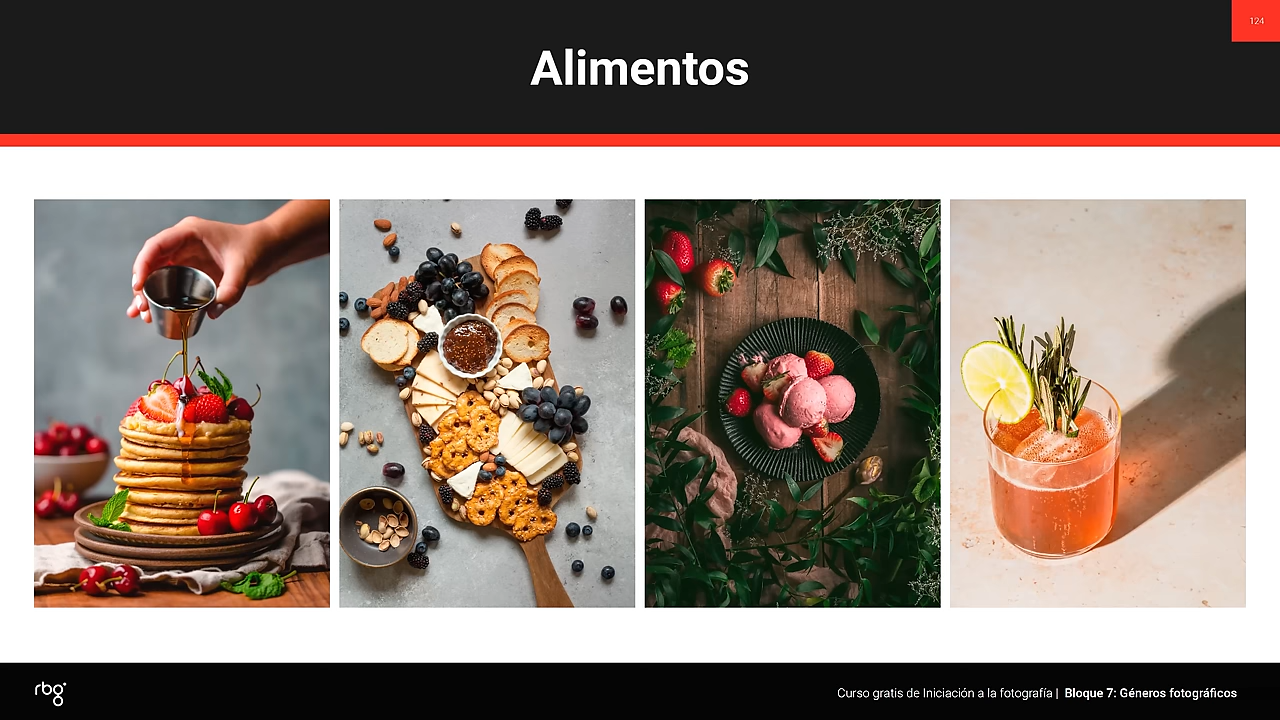 124
Alimentos
rbg
Curso gratis de Iniciación a la fotografía | Bloque 7: Géneros fotográficos